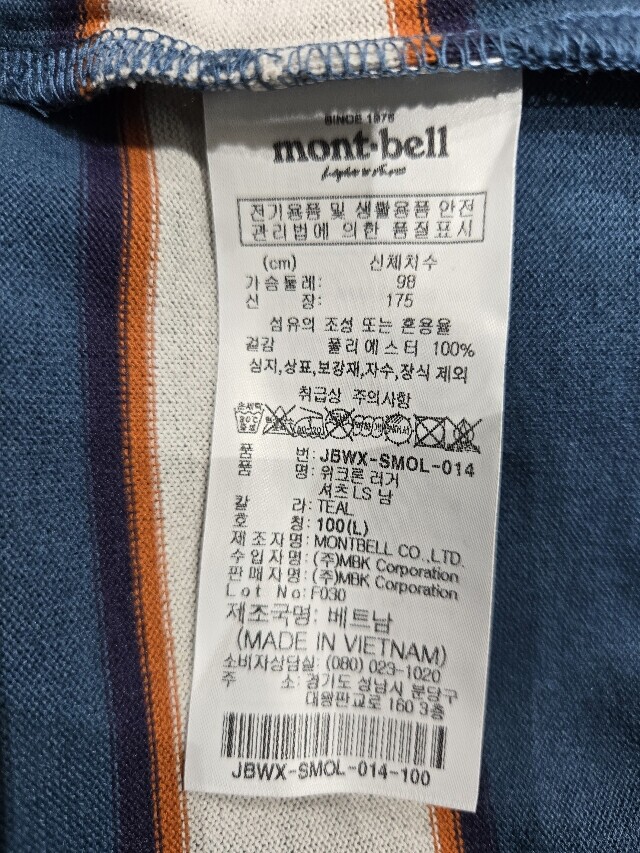 SINCE 1975
mont-bell
전기용품 및 생활용품 안전
관리법에 의한 품질표시
(cm) 신체치수
가슴둘레: 98
신 장: 175
섬유의 조성 또는 혼용율
겉감 폴리에스터 100%
심지,상표,보강재,자수,장식 제외
취급상 주의사항
손세탁
품 번: JBWX-SMOL-014
품 명: 위크론 러거
셔츠 LS 남
칼 라: TEAL
호 칭: 100(L)
제 조 자 명: MONTBELL CO.,LTD.
수 입 자 명: (주)MBK Corporation
판 매 자 명: (주)MBK Corporation
Lot No: F030
제조국명: 베트남
(MADE IN VIETNAM)
소비자상담실: (080) 023-1020
주 소: 경기도 성남시 분당구
대왕판교로 160 3층
JBWX-SMOL-014-100